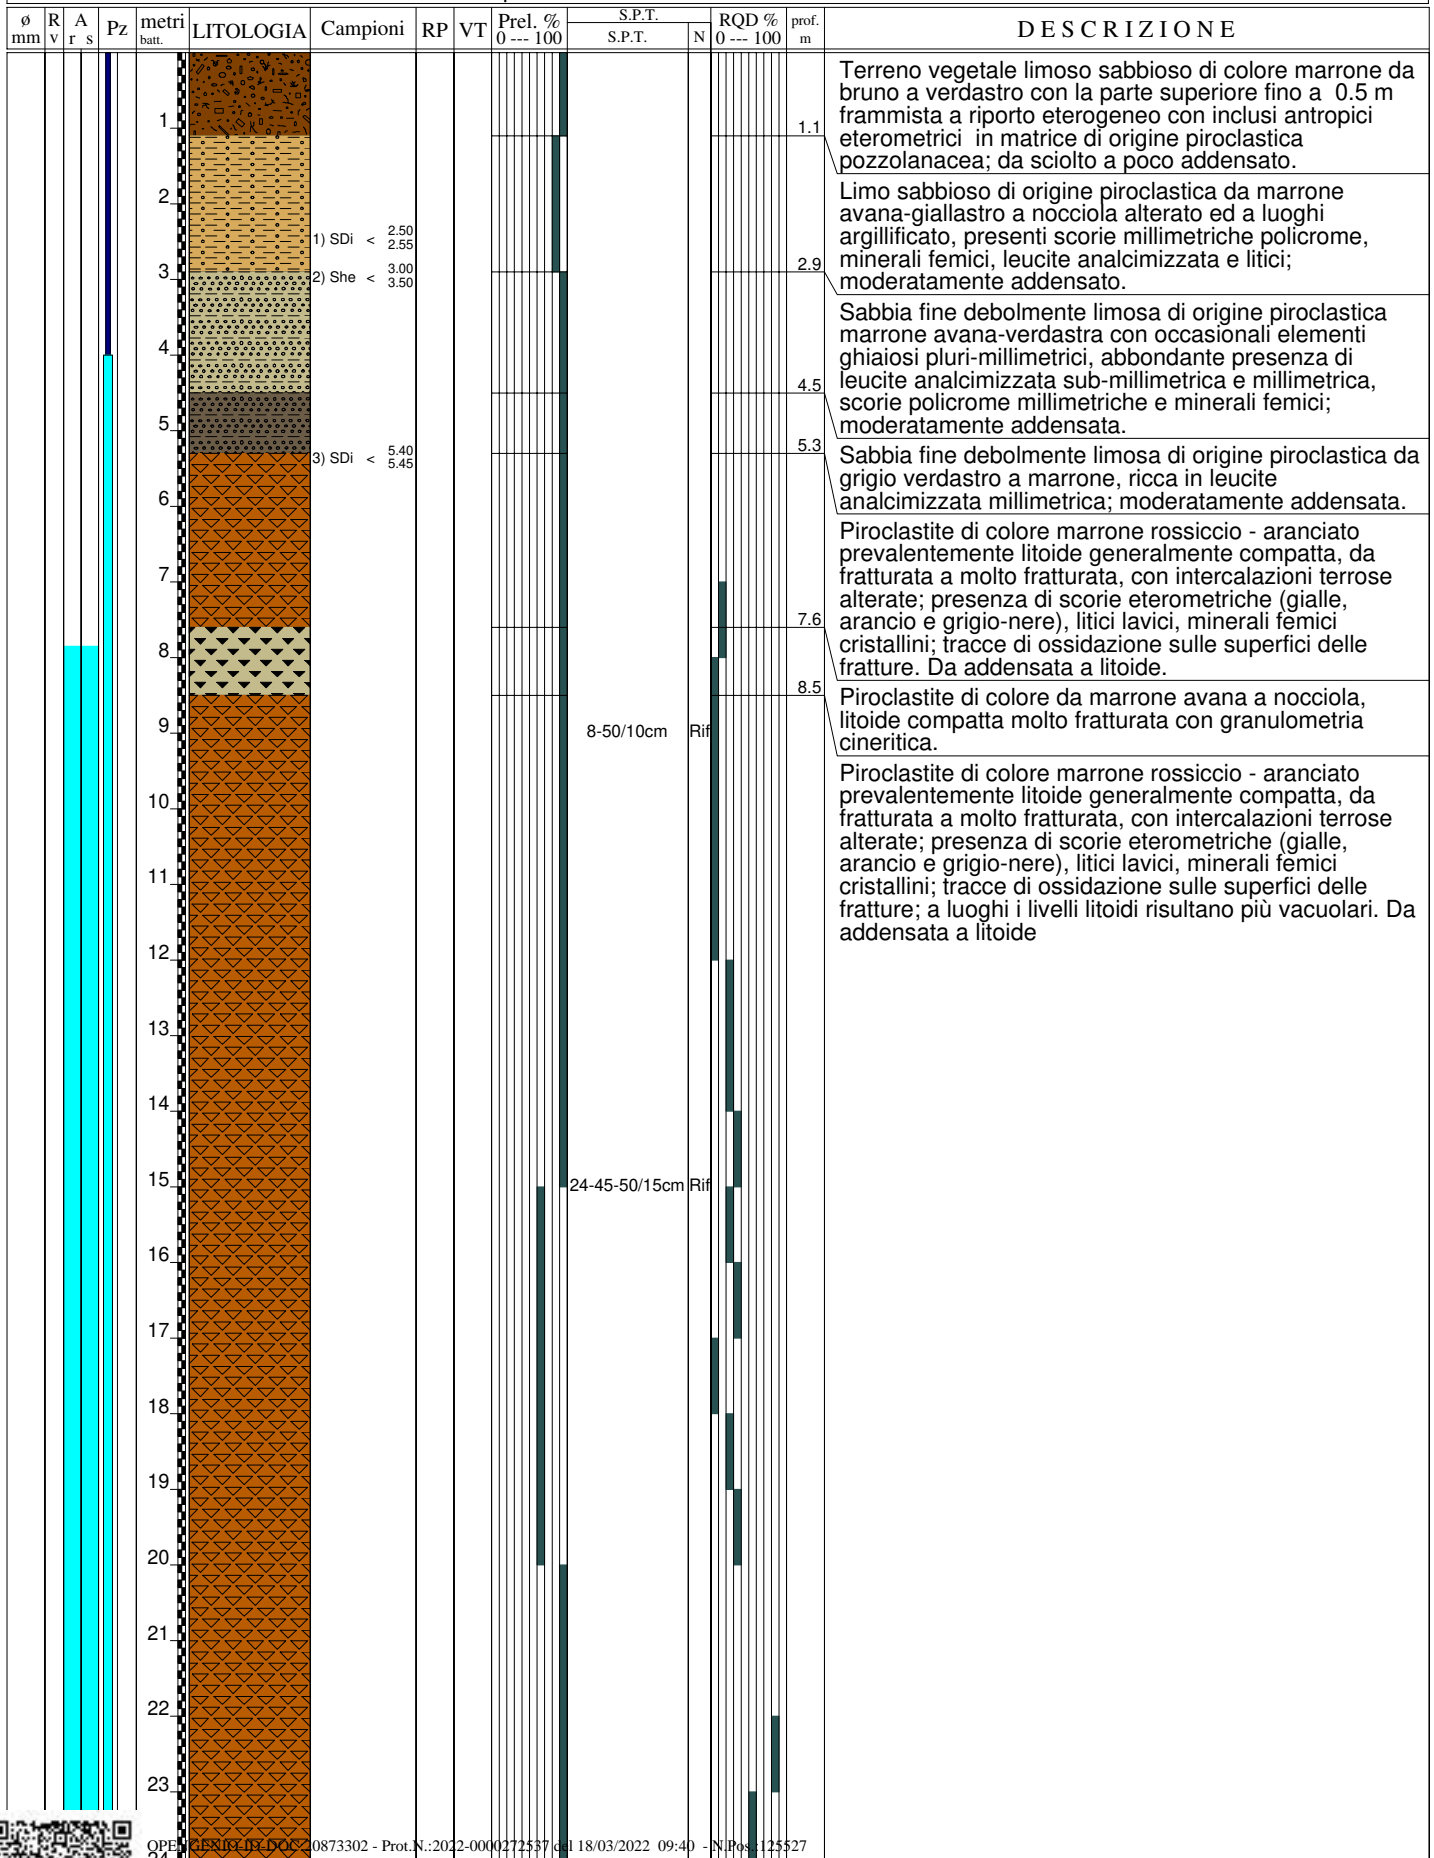 ø mm
R v
A r s
Pz
metri batt.
LITOLOGIA
Campioni
RP
VT
Prel. % 0 --- 100
S.P.T.
S.P.T.
N
RQD % 0 --- 100
prof. m
DESCRIZIONE
Terreno vegetale limoso sabbioso di colore marrone da
bruno a verdastro con la parte superiore fino a 0.5 m
frammista a riporto eterogeneo con inclusi antropici
eterometrici in matrice di origine piroclastica
pozzolanacea; da sciolto a poco addensato.
1.1
Limo sabbioso di origine piroclastica da marrone
avana-giallastro a nocciola alterato ed a luoghi
argillificato, presenti scorie millimetriche policrome,
minerali femici, leucite analcimizzata e litici;
moderatamente addensato.
2.9
Sabbia fine debolmente limosa di origine piroclastica
marrone avana-verdastra con occasionali elementi
ghiaiosi pluri-millimetrici, abbondante presenza di
leucite analcimizzata sub-millimetrica e millimetrica,
scorie policrome millimetriche e minerali femici;
moderatamente addensata.
4.5
Sabbia fine debolmente limosa di origine piroclastica da
grigio verdastro a marrone, ricca in leucite
analcimizzata millimetrica; moderatamente addensata.
5.3
Piroclastite di colore marrone rossiccio - aranciato
prevalentemente litoide generalmente compatta, da
fratturata a molto fratturata, con intercalazioni terrose
alterate; presenza di scorie eterometriche (gialle,
arancio e grigio-nere), litici lavici, minerali femici
cristallini; tracce di ossidazione sulle superfici delle
fratture. Da addensata a litoide.
7.6
Piroclastite di colore da marrone avana a nocciola,
litoide compatta molto fratturata con granulometria
cineritica.
8.5
Piroclastite di colore marrone rossiccio - aranciato
prevalentemente litoide generalmente compatta, da
fratturata a molto fratturata, con intercalazioni terrose
alterate; presenza di scorie eterometriche (gialle,
arancio e grigio-nere), litici lavici, minerali femici
cristallini; tracce di ossidazione sulle superfici delle
fratture; a luoghi i livelli litoidi risultano più vacuolari. Da
addensata a litoide
1
2
1) SDi < 2.50 2.55
3
2) She < 3.00 3.50
4
5
3) SDi < 5.40 5.45
6
7
8
9
8-50/10cm Rif
10
11
12
13
14
15
24-45-50/15cm Rif
16
17
18
19
20
21
22
23
24
OPENGENIO-ID-DOC:20873302 - Prot.N.:2022-0000272537 del 18/03/2022 09:40 - N.Pos.:125527